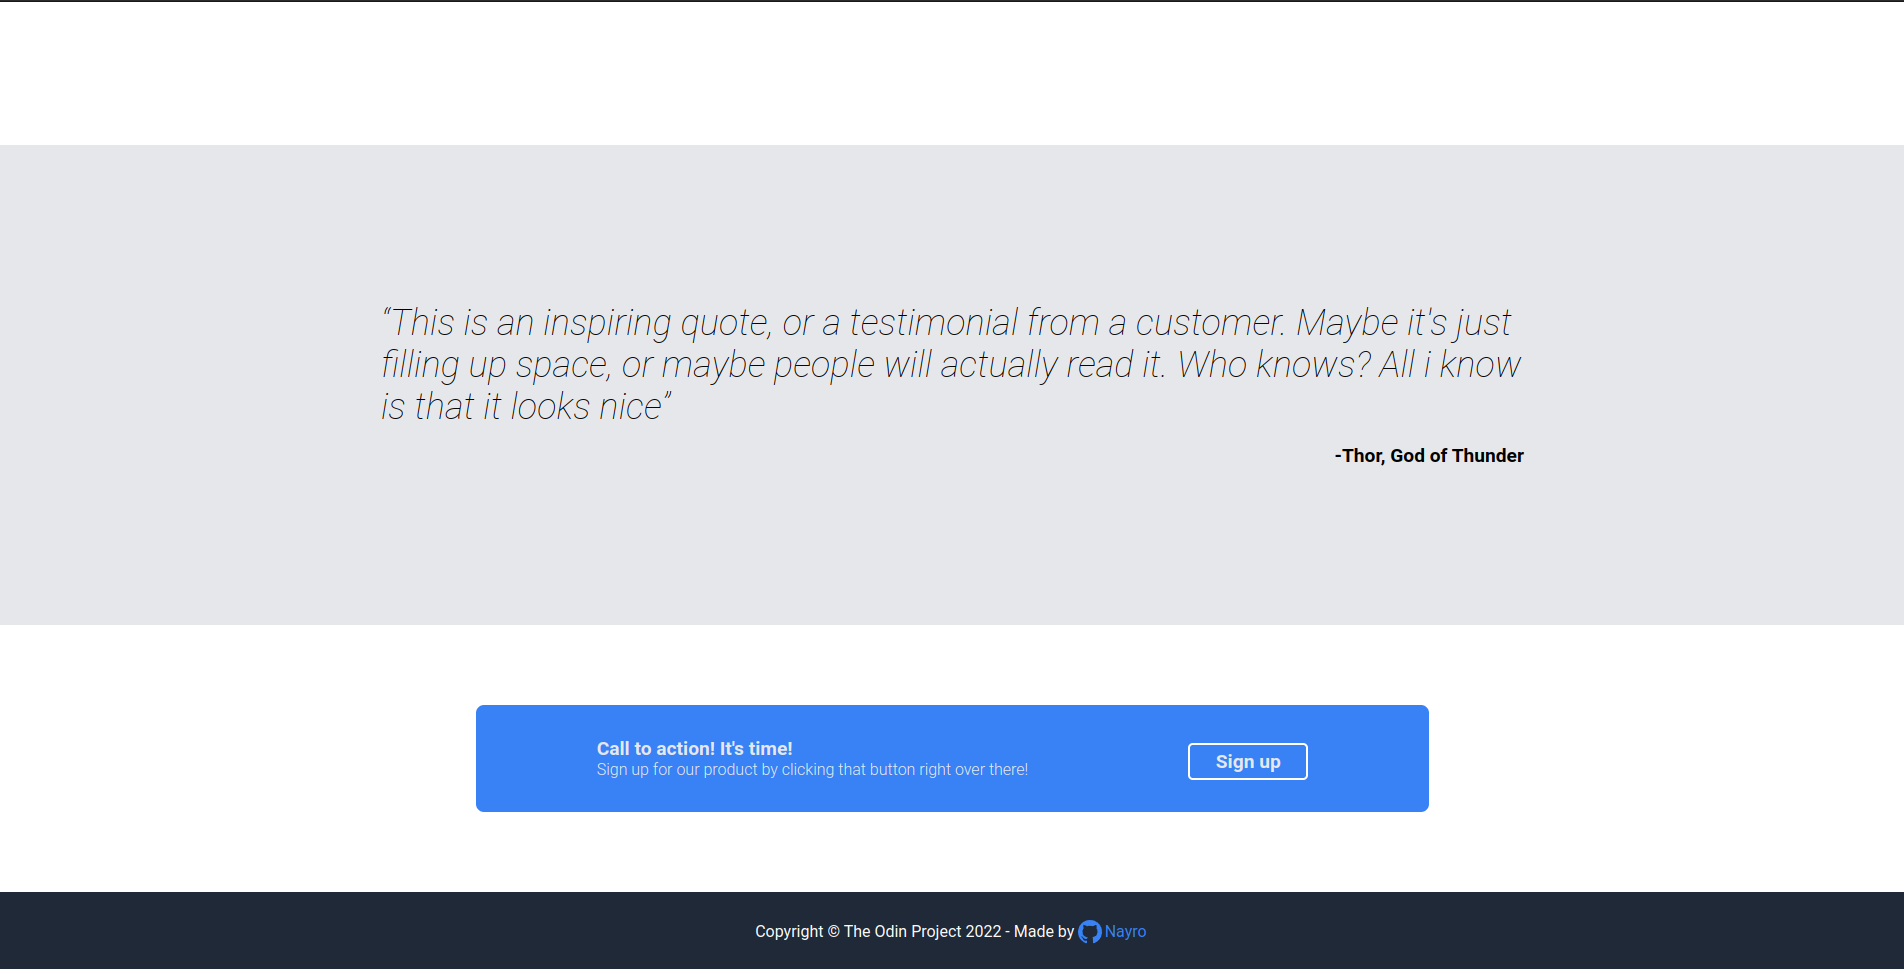 “This is an inspiring quote, or a testimonial from a customer. Maybe it's just
filling up space, or maybe people will actually read it. Who knows? All i know
is that it looks nice”
-Thor, God of Thunder
Call to action! It's time!
Sign up for our product by clicking that button right over there!
Sign up
Copyright © The Odin Project 2022 - Made by Nayro